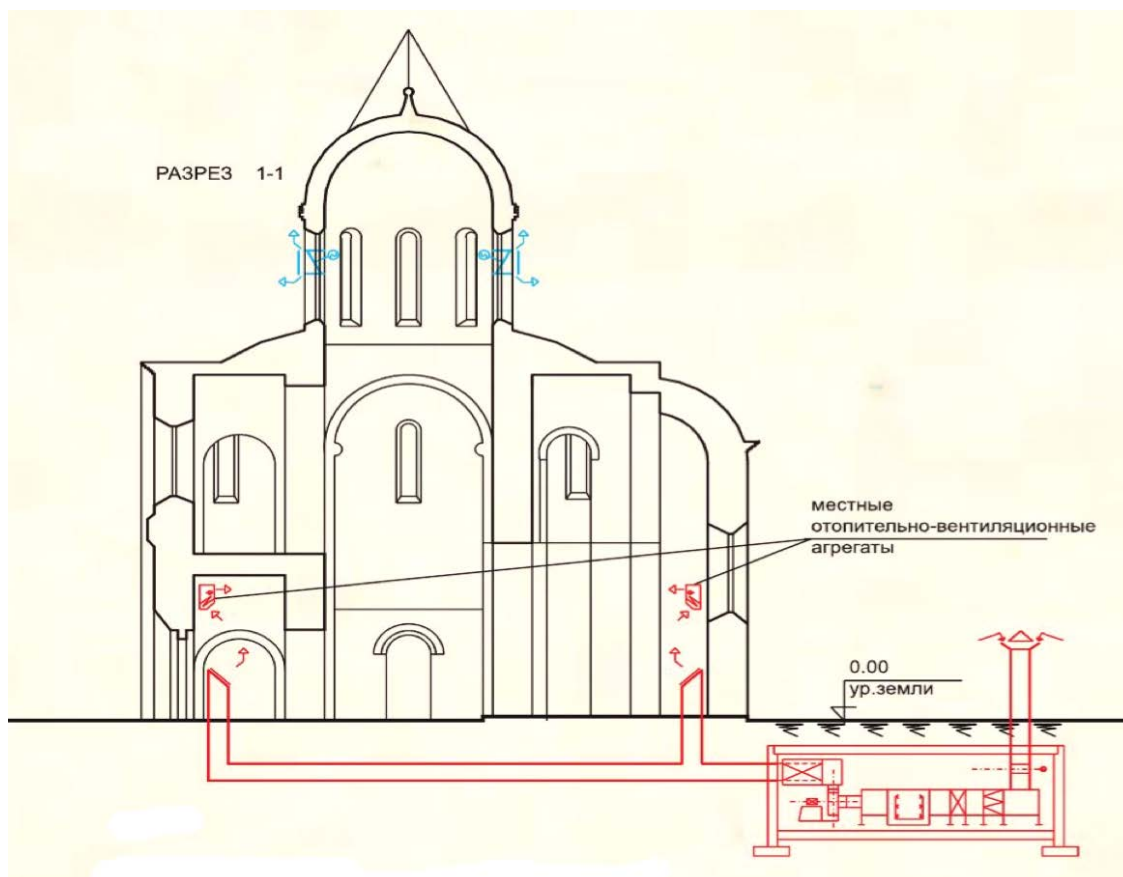 РАЗРЕЗ 1-1
местные
отопительно-вентиляционные
агрегаты
0.00
ур.земли